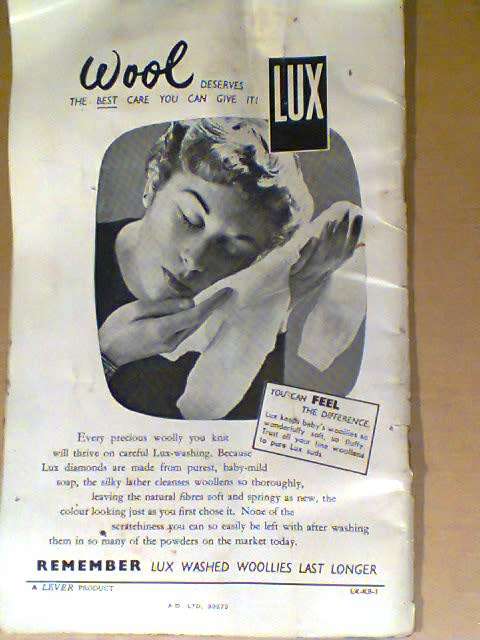 Wool DESERVES
THE BEST CARE YOU CAN GIVE IT!
LUX
YOU CAN FEEL
THE DIFFERENCE.
Lux keeps baby's woollies so
wonderfully soft, so fluffy.
Trust all your fine woollens
to pure Lux suds.
Every precious woolly you knit
will thrive on careful Lux-washing. Because
Lux diamonds are made from purest, baby-mild
soap, the silky lather cleanses woollens so thoroughly,
leaving the natural fibres soft and springy as new, the
colour looking just as you first chose it. None of the
scratchiness you can so easily be left with after washing
them in so many of the powders on the market today.
REMEMBER LUX WASHED WOOLLIES LAST LONGER
A LEVER PRODUCT
A.D. LTD.